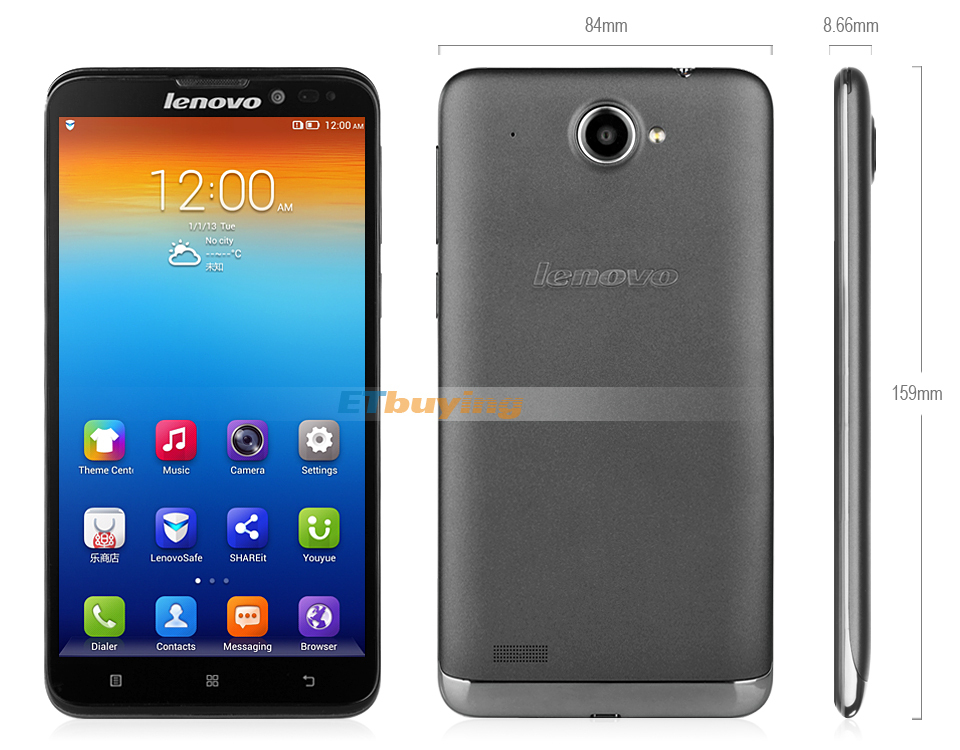 84mm
8.66mm
lenovo
12:00 AM
12:00 AM
1/1/13 Tue
No city
--~--°C
未知
lenovo
159mm
ETbuying
Theme Cente
Music
Camera
Settings
乐商店
LenovoSafe
SHAREit
Youyue
Dialer
Contacts
Messaging
Browser